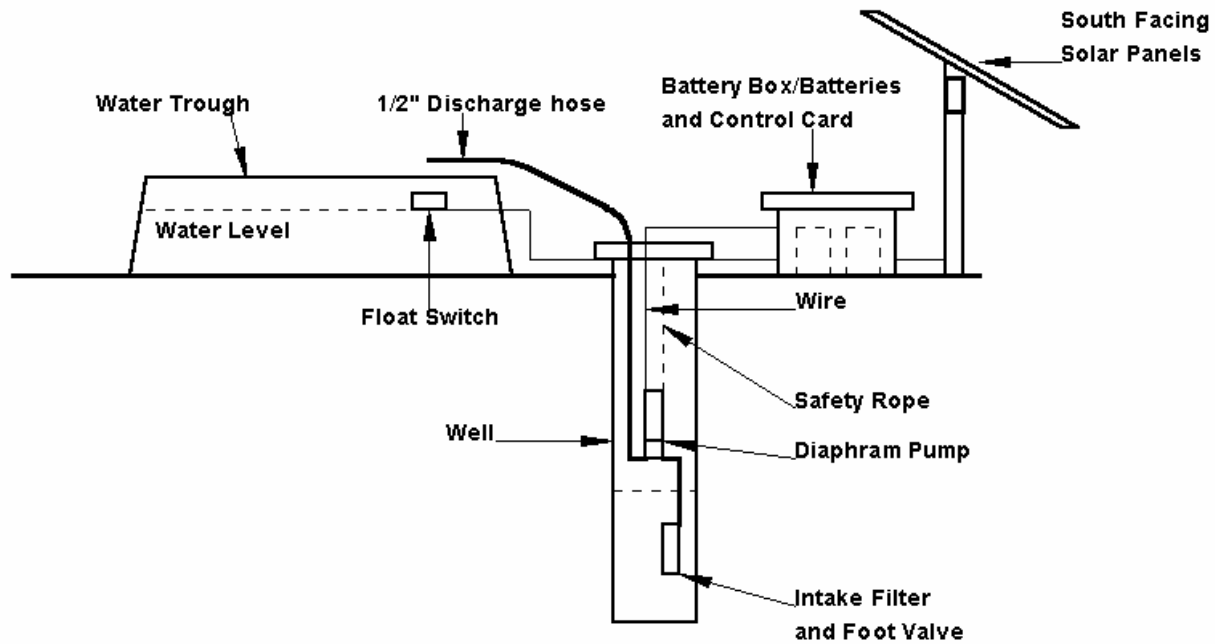 South Facing
Solar Panels
Battery Box/Batteries
and Control Card
1/2" Discharge hose
Water Trough
Water Level
Float Switch
Wire
Safety Rope
Well
Diaphram Pump
Intake Filter
and Foot Valve